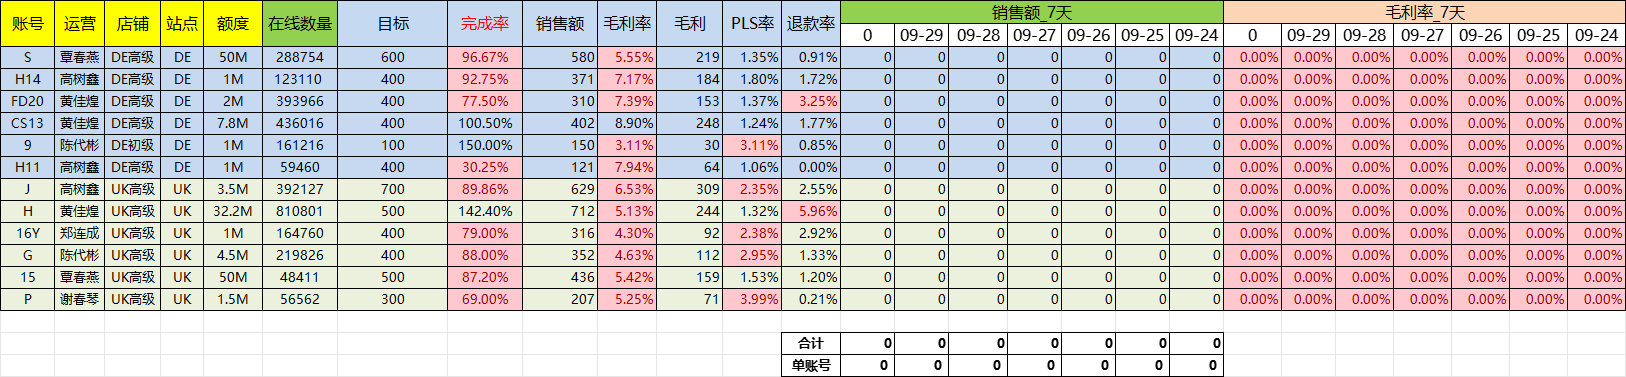 账号 运营 店铺 站点 额度 在线数量 目标 完成率 销售额 毛利率 毛利 PLS率 退款率 销售额_7天 毛利率_7天
0 09-29 09-28 09-27 09-26 09-25 09-24 0 09-29 09-28 09-27 09-26 09-25 09-24
S 覃春燕 DE高级 DE 50M 288754 600 96.67% 580 5.55% 219 1.35% 0.91% 0 0 0 0 0 0 0 0.00% 0.00% 0.00% 0.00% 0.00% 0.00% 0.00%
H14 高树鑫 DE高级 DE 1M 123110 400 92.75% 371 7.17% 184 1.80% 1.72% 0 0 0 0 0 0 0 0.00% 0.00% 0.00% 0.00% 0.00% 0.00% 0.00%
FD20 黄佳煌 DE高级 DE 2M 393966 400 77.50% 310 7.39% 153 1.37% 3.25% 0 0 0 0 0 0 0 0.00% 0.00% 0.00% 0.00% 0.00% 0.00% 0.00%
CS13 黄佳煌 DE高级 DE 7.8M 436016 400 100.50% 402 8.90% 248 1.24% 1.77% 0 0 0 0 0 0 0 0.00% 0.00% 0.00% 0.00% 0.00% 0.00% 0.00%
9 陈代彬 DE初级 DE 1M 161216 100 150.00% 150 3.11% 30 3.11% 0.85% 0 0 0 0 0 0 0 0.00% 0.00% 0.00% 0.00% 0.00% 0.00% 0.00%
H11 高树鑫 DE高级 DE 1M 59460 400 30.25% 121 7.94% 64 1.06% 0.00% 0 0 0 0 0 0 0 0.00% 0.00% 0.00% 0.00% 0.00% 0.00% 0.00%
J 高树鑫 UK高级 UK 3.5M 392127 700 89.86% 629 6.53% 309 2.35% 2.55% 0 0 0 0 0 0 0 0.00% 0.00% 0.00% 0.00% 0.00% 0.00% 0.00%
H 黄佳煌 UK高级 UK 32.2M 810801 500 142.40% 712 5.13% 244 1.32% 5.96% 0 0 0 0 0 0 0 0.00% 0.00% 0.00% 0.00% 0.00% 0.00% 0.00%
16Y 郑连成 UK高级 UK 1M 164760 400 79.00% 316 4.30% 92 2.38% 2.92% 0 0 0 0 0 0 0 0.00% 0.00% 0.00% 0.00% 0.00% 0.00% 0.00%
G 陈代彬 UK高级 UK 4.5M 219826 400 88.00% 352 4.63% 112 2.95% 1.33% 0 0 0 0 0 0 0 0.00% 0.00% 0.00% 0.00% 0.00% 0.00% 0.00%
15 覃春燕 UK高级 UK 50M 48411 500 87.20% 436 5.42% 159 1.53% 1.20% 0 0 0 0 0 0 0 0.00% 0.00% 0.00% 0.00% 0.00% 0.00% 0.00%
P 谢春琴 UK高级 UK 1.5M 56562 300 69.00% 207 5.25% 71 3.99% 0.21% 0 0 0 0 0 0 0 0.00% 0.00% 0.00% 0.00% 0.00% 0.00% 0.00%
合计 0 0 0 0 0 0 0
单账号 0 0 0 0 0 0 0